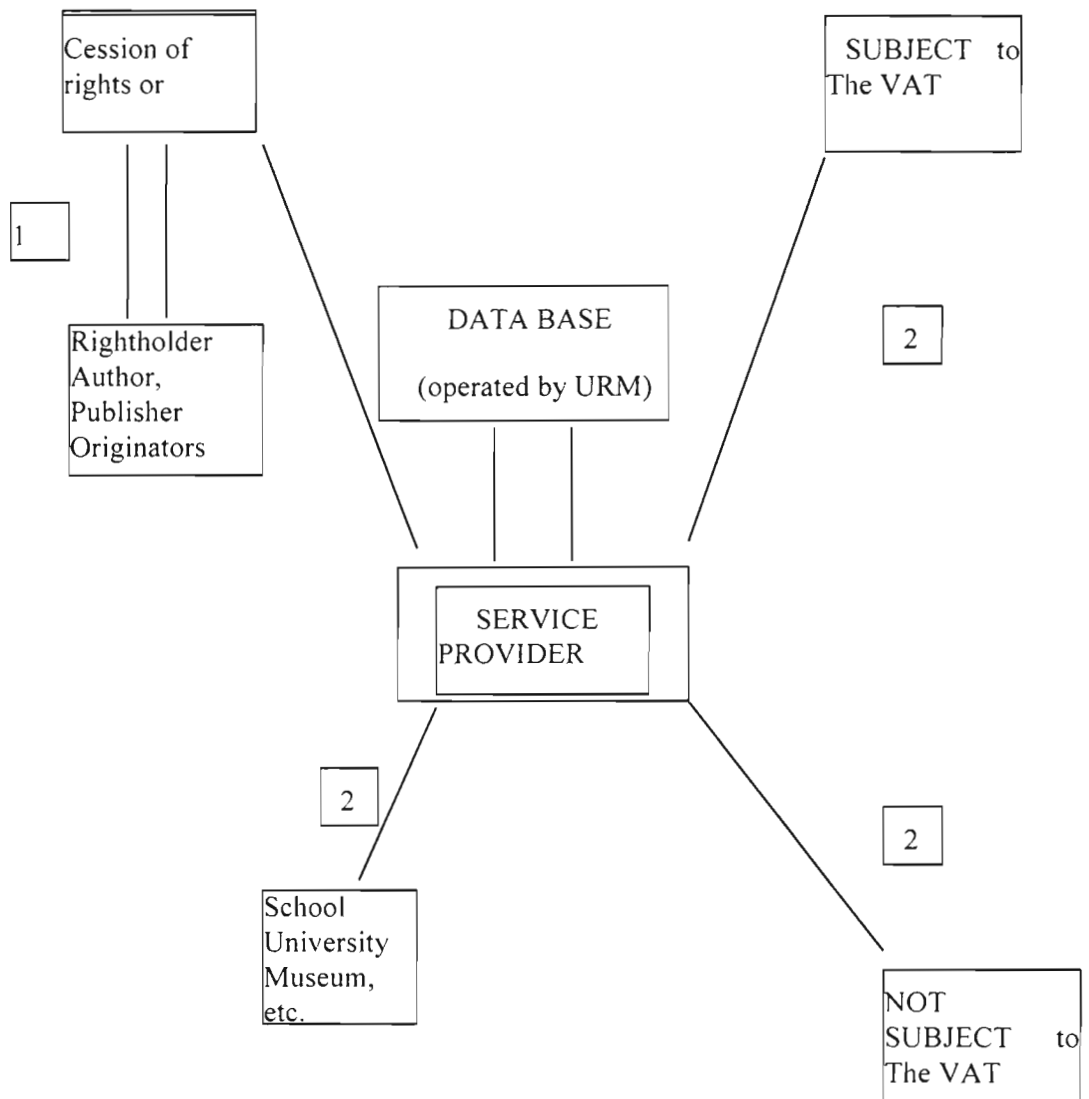 Cession of
rights or
SUBJECT to
The VAT
1
Rightholder
Author,
Publisher
Originators
DATA BASE
(operated by URM)
2
SERVICE
PROVIDER
2
2
School
University
Museum,
etc.
NOT
SUBJECT to
The VAT